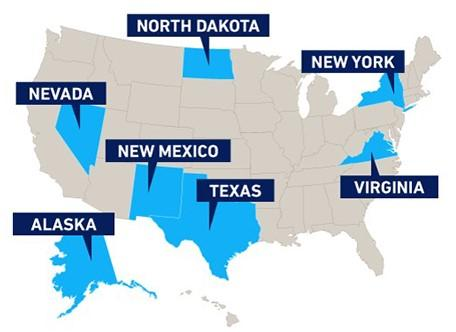 NORTH DAKOTA
NEW YORK
NEVADA
NEW MEXICO
TEXAS
VIRGINIA
ALASKA